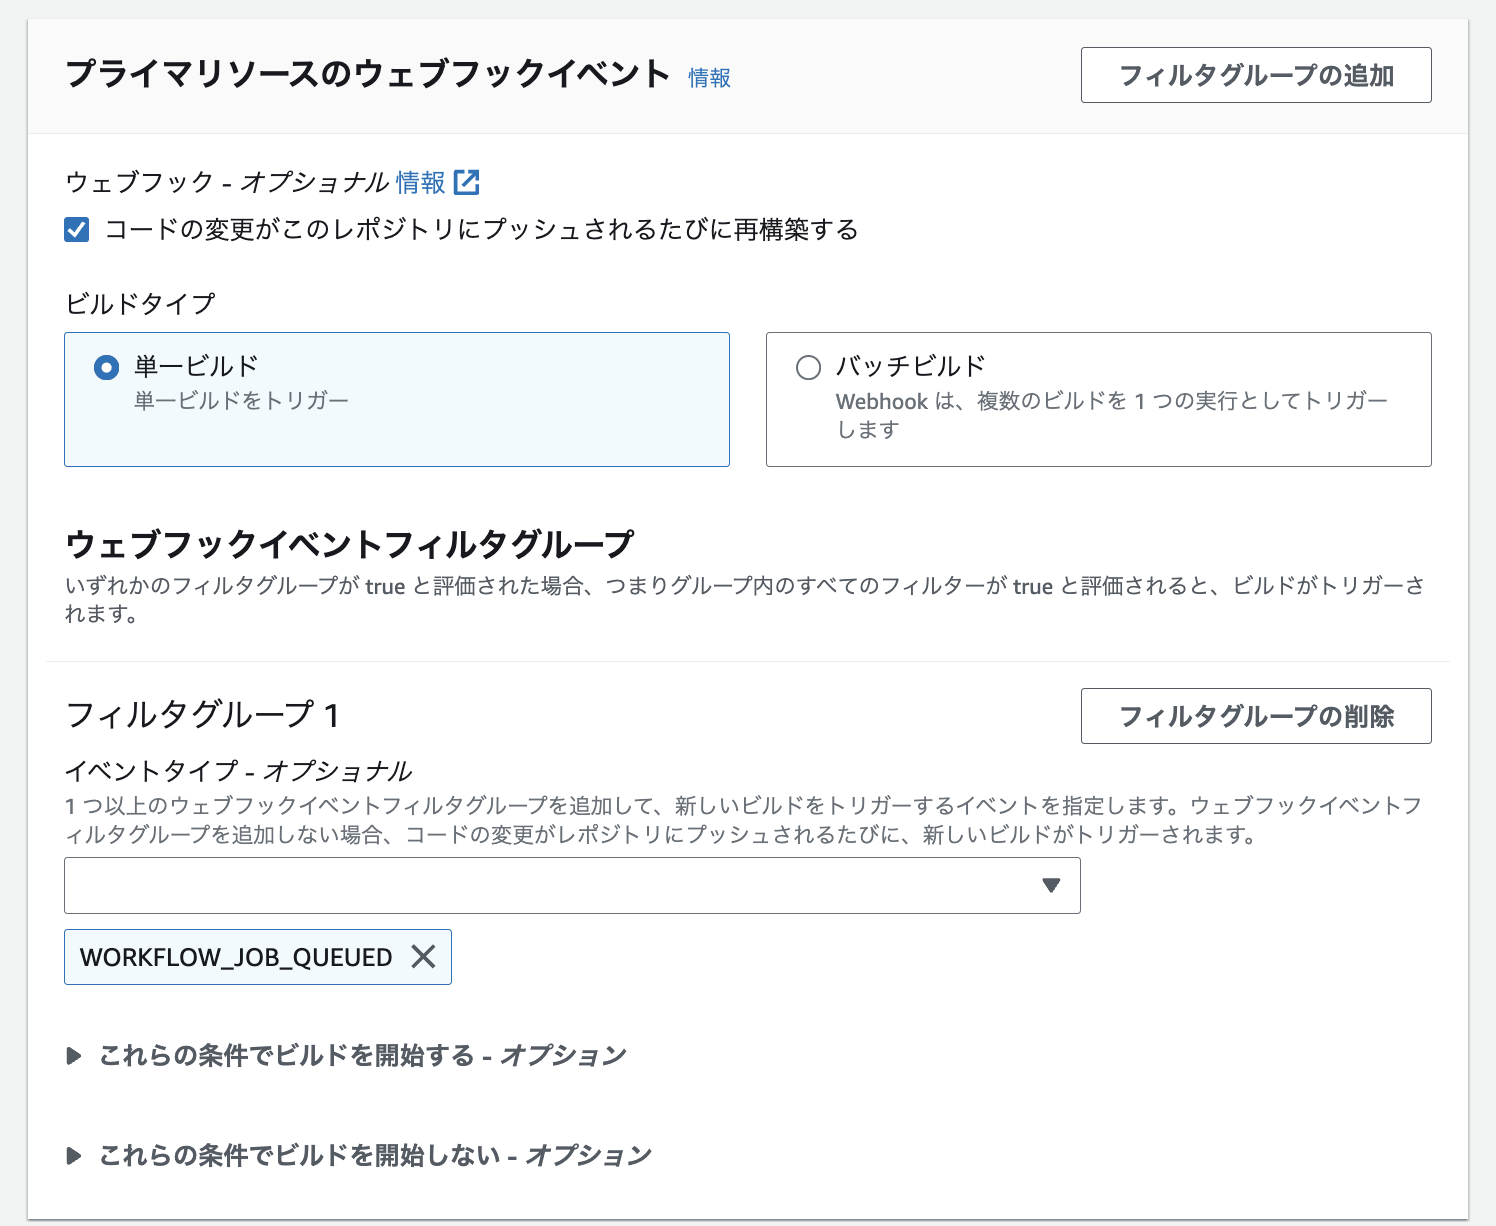 プライマリソースのウェブフックイベント 情報
フィルタグループの追加
ウェブフック - オプショナル 情報
コードの変更がこのレポジトリにプッシュされるたびに再構築する
ビルドタイプ
単一ビルド
単一ビルドをトリガー
バッチビルド
Webhook は、複数のビルドを 1 つの実行としてトリガー
します
ウェブフックイベントフィルタグループ
いずれかのフィルタグループが true と評価された場合、つまりグループ内のすべてのフィルターが true と評価されると、ビルドがトリガーさ
れます。
フィルタグループ 1
フィルタグループの削除
イベントタイプ - オプショナル
1 つ以上のウェブフックイベントフィルタグループを追加して、新しいビルドをトリガーするイベントを指定します。ウェブフックイベントフ
ィルタグループを追加しない場合、コードの変更がレポジトリにプッシュされるたびに、新しいビルドがトリガーされます。
WORKFLOW_JOB_QUEUED
これらの条件でビルドを開始する - オプション
これらの条件でビルドを開始しない - オプション